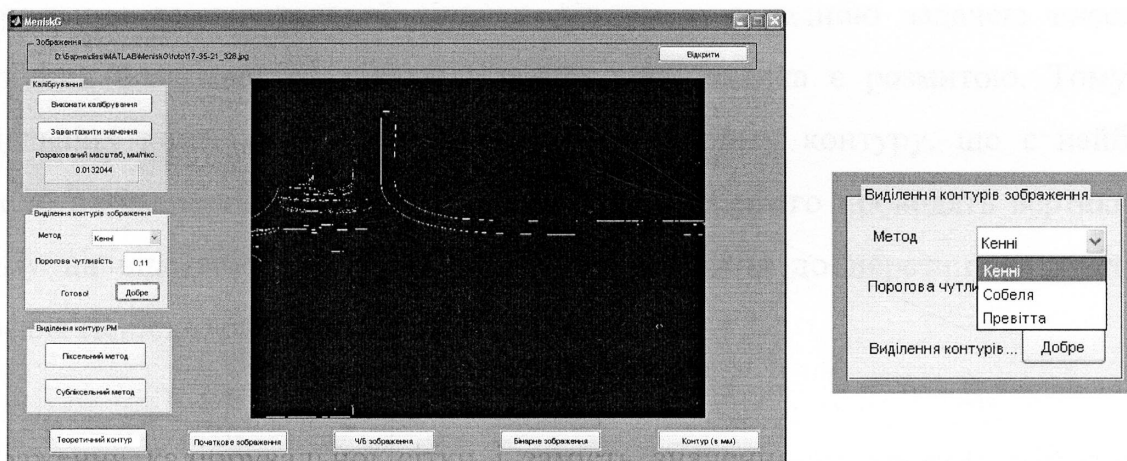 MeniskG
Зображення
D:\Барна\diss\MATLAB\MeniskG\foto\17-35-21_328.jpg
Відкрити
Калібрування
Виконати калібрування
Завантажити значення
Розрахований масштаб, мм/пікс.
0.0132044
Виділення контурів зображення
Метод
Кенні
Порогова чутливість
0.11
Готово!
Добре
Виділення контуру РМ
Піксельний метод
Субпіксельний метод
Теоретичний контур
Початкове зображення
Ч/Б зображення
Бінарне зображення
Контур (в мм)
Виділення контурів зображення
Метод
Кенні
Кенні
Порогова чутли
Собеля
Превітта
Виділення контурів...
Добре